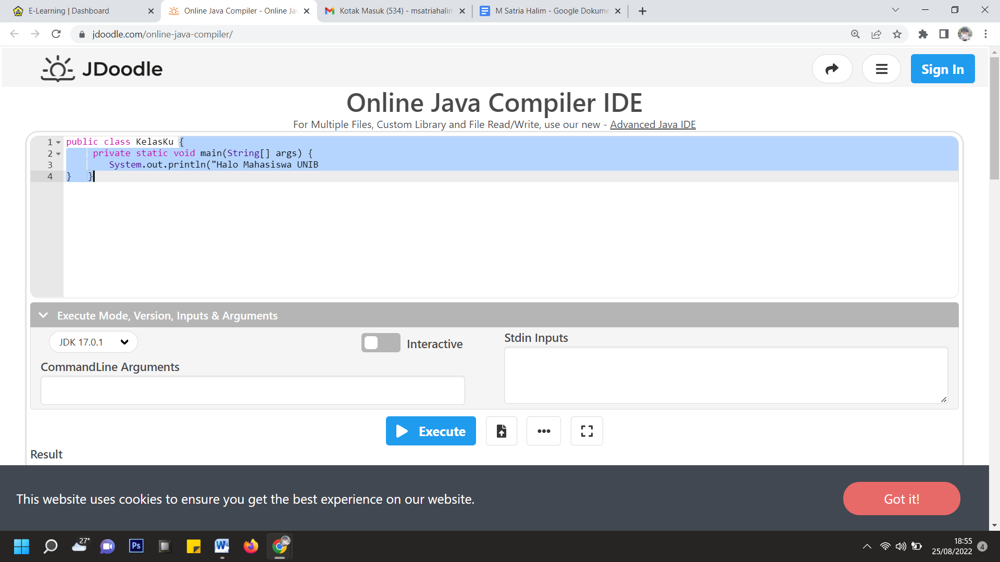 E-Learning | Dashboard
Online Java Compiler - Online Jav
Kotak Masuk (534) - msatriahalim
M Satria Halim - Google Dokume
jdoodle.com/online-java-compiler/
JDoodle
Sign In
Online Java Compiler IDE
For Multiple Files, Custom Library and File Read/Write, use our new - Advanced Java IDE
1 public class KelasKu {
2 private static void main(String[] args) {
3 System.out.println("Halo Mahasiswa UNIB
4 } }
Execute Mode, Version, Inputs & Arguments
JDK 17.0.1
Interactive
Stdin Inputs
CommandLine Arguments
Execute
Result
This website uses cookies to ensure you get the best experience on our website.
Got it!
27°
Ps
W
18:55
25/08/2022
4